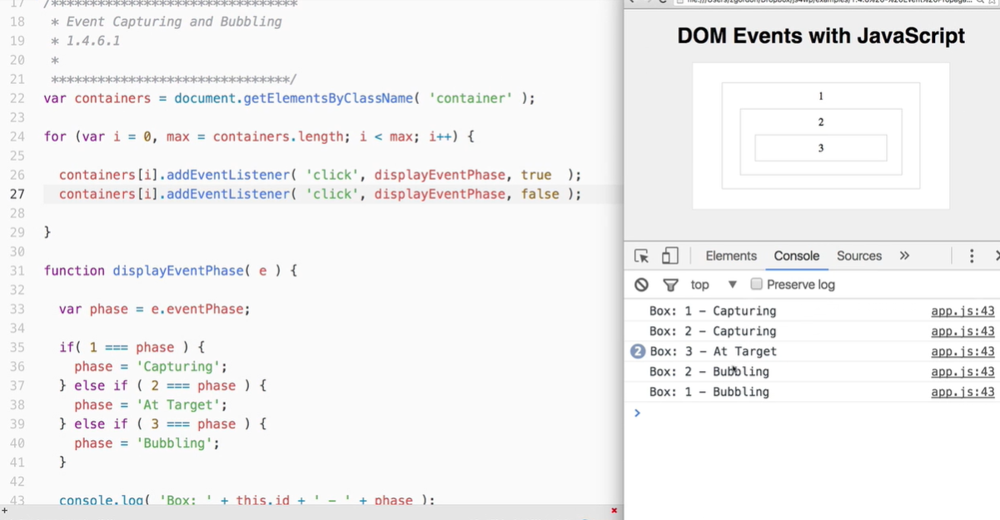 17 /********************************
18 * Event Capturing and Bubbling
19 * 1.4.6.1
20 *
21 *******************************/
22 var containers = document.getElementsByClassName( 'container' );
23
24 for (var i = 0, max = containers.length; i < max; i++) {
25
26 containers[i].addEventListener( 'click', displayEventPhase, true );
27 containers[i].addEventListener( 'click', displayEventPhase, false );
28
29 }
30
31 function displayEventPhase( e ) {
32
33 var phase = e.eventPhase;
34
35 if( 1 === phase ) {
36 phase = 'Capturing';
37 } else if ( 2 === phase ) {
38 phase = 'At Target';
39 } else if ( 3 === phase ) {
40 phase = 'Bubbling';
41 }
42
43 console.log( 'Box: ' + this.id + ' - ' + phase );
DOM Events with JavaScript
1
2
3
Elements Console Sources »
top ▼ Preserve log
Box: 1 - Capturing app.js:43
Box: 2 - Capturing app.js:43
2 Box: 3 - At Target app.js:43
Box: 2 - Bubbling app.js:43
Box: 1 - Bubbling app.js:43
>